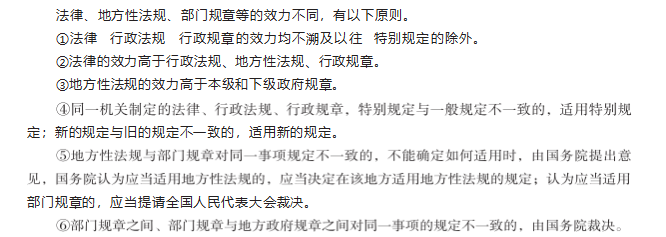 法律、地方性法规、部门规章等的效力不同，有以下原则。
①法律 行政法规 行政规章的效力均不溯及以往 特别规定的除外。
②法律的效力高于行政法规、地方性法规、行政规章。
③地方性法规的效力高于本级和下级政府规章。
④同一机关制定的法律、行政法规、行政规章，特别规定与一般规定不一致的，适用特别规
定；新的规定与旧的规定不一致的，适用新的规定。
⑤地方性法规与部门规章对同一事项规定不一致的，不能确定如何适用时，由国务院提出意
见，国务院认为应当适用地方性法规的，应当决定在该地方适用地方性法规的规定；认为应当适用
部门规章的，应当提请全国人民代表大会裁决。
⑥部门规章之间、部门规章与地方政府规章之间对同一事项的规定不一致的，由国务院裁决。